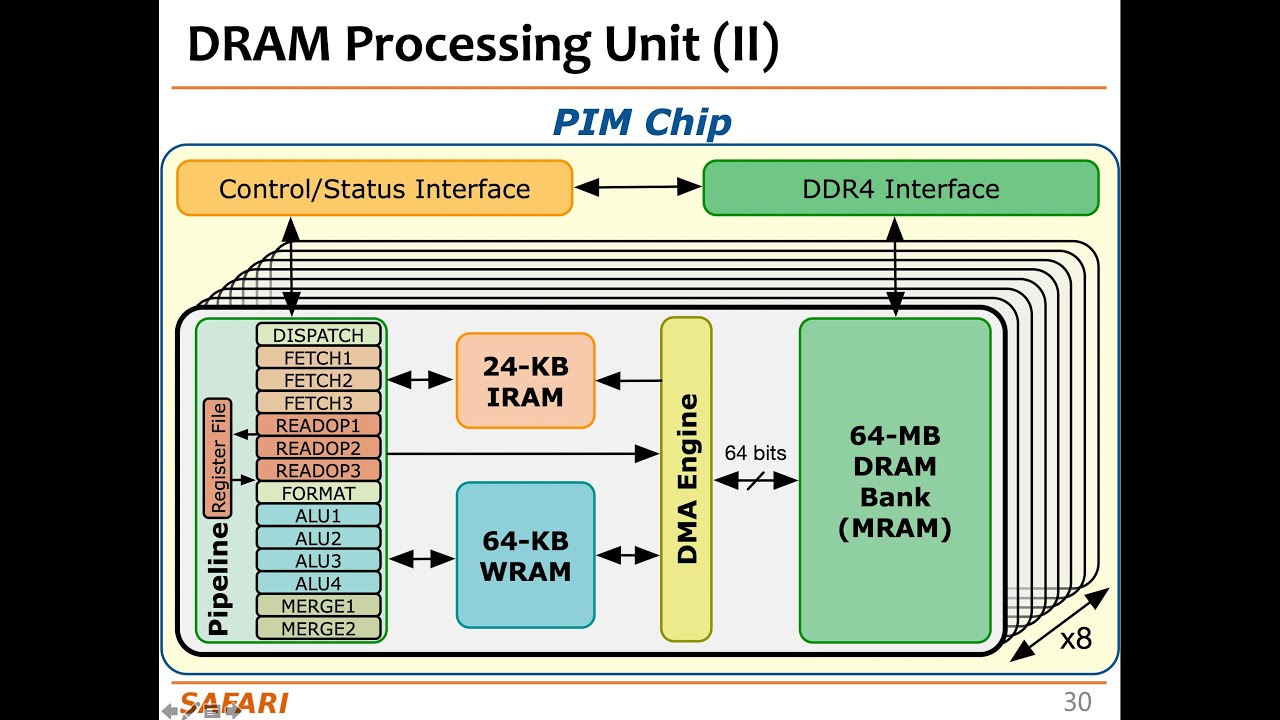 DRAM Processing Unit (II)
PIM Chip
Control/Status Interface
DDR4 Interface
DISPATCH
FETCH1
FETCH2
FETCH3
READOP1
READOP2
READOP3
FORMAT
ALU1
ALU2
ALU3
ALU4
MERGE1
MERGE2
Register File
Pipeline
24-KB
IRAM
64-KB
WRAM
DMA Engine
64 bits
64-MB
DRAM
Bank
(MRAM)
x8
SAFARI
30